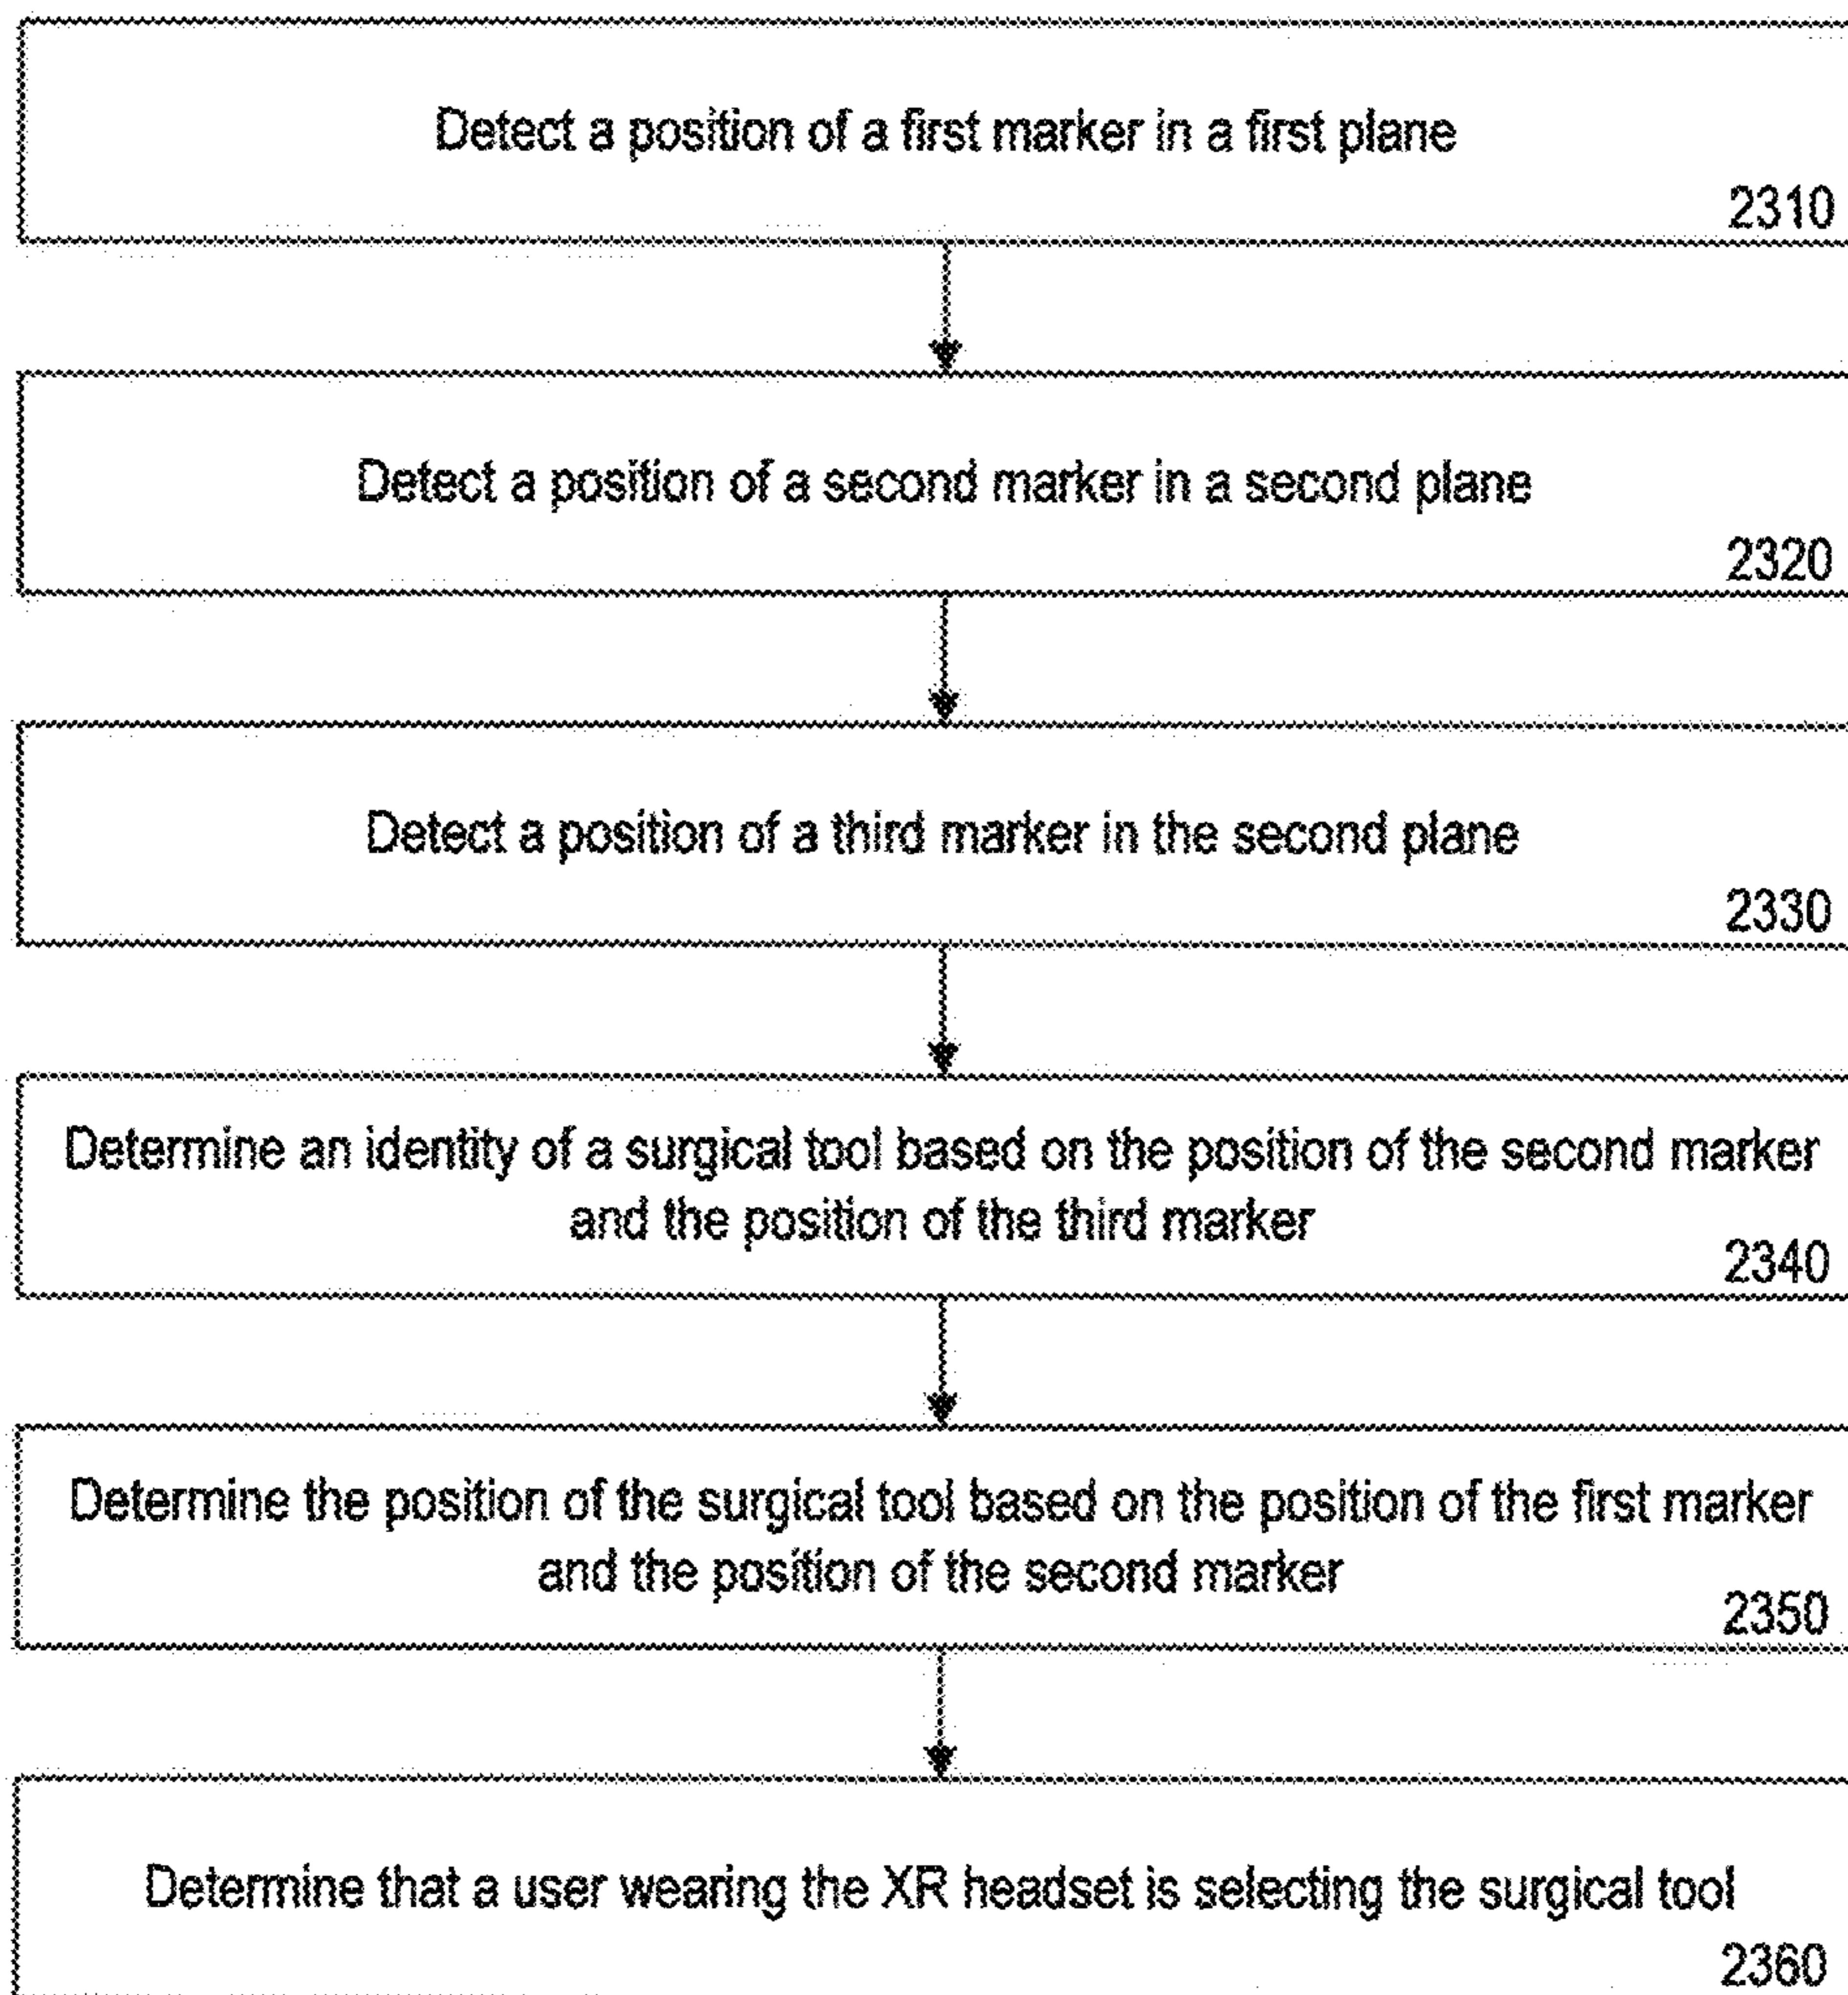 Detect a position of a first marker in a first plane
2310
Detect a position of a second marker in a second plane
2320
Detect a position of a third marker in the second plane
2330
Determine an identity of a surgical tool based on the position of the second marker
and the position of the third marker
2340
Determine the position of the surgical tool based on the position of the first marker
and the position of the second marker
2350
Determine that a user wearing the XR headset is selecting the surgical tool
2360